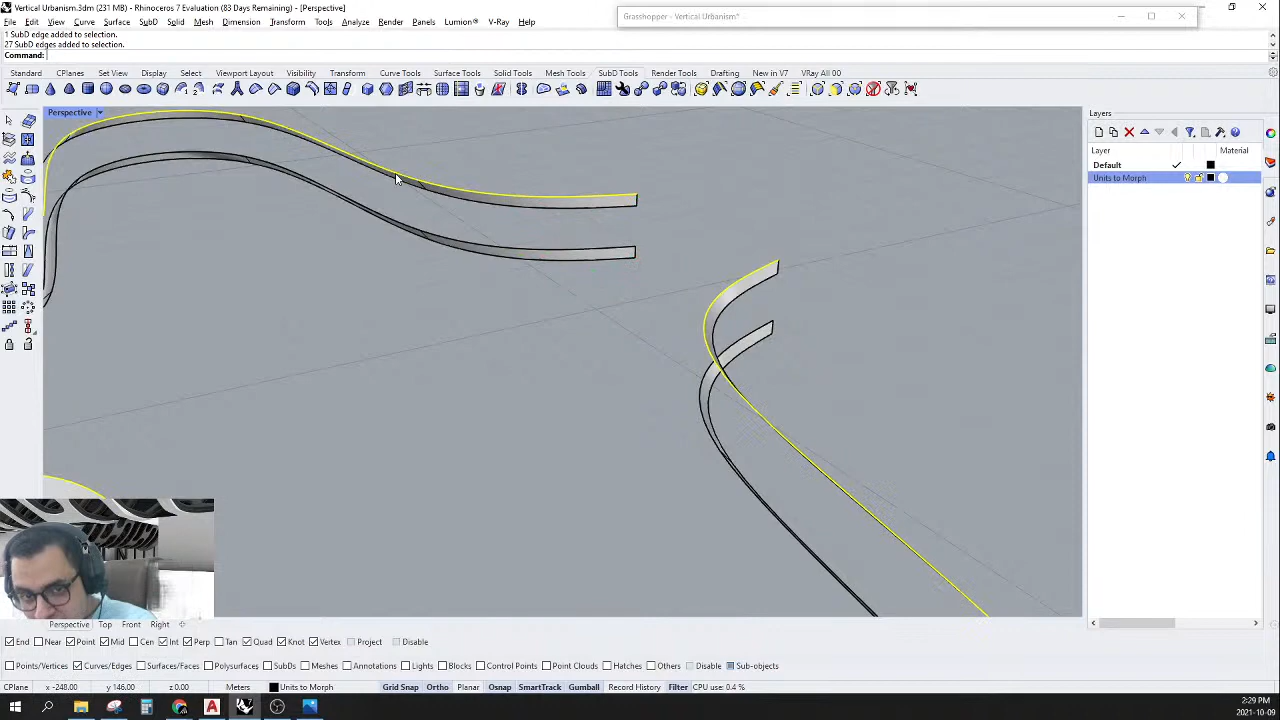 Vertical Urbanism.3dm (231 MB) - Rhinoceros 7 Evaluation (83 Days Remaining) - [Perspective]
Grasshopper - Vertical Urbanism*
File Edit View Curve Surface SubD Solid Mesh Dimension Transform Tools Analyze Render Panels Lumion® V-Ray Help
1 SubD edges added to selection.
27 SubD edges added to selection.
Command:
Standard CPlanes Set View Display Select Viewport Layout Visibility Transform Curve Tools Surface Tools Solid Tools Mesh Tools SubD Tools Render Tools Drafting New in V7 VRay All 00
Perspective
Layers
Layer Material
Default
Units to Morph
Perspective Top Front Right
End Near Point Mid Cen Int Perp Tan Quad Knot Vertex Project Disable
Points/Vertices Curves/Edges Surfaces/Faces Polysurfaces SubDs Meshes Annotations Lights Blocks Control Points Point Clouds Hatches Others Disable Sub-objects
CPlane x -248.00 y 146.00 z 0.00 Meters Units to Morph Grid Snap Ortho Planar Osnap SmartTrack Gumball Record History Filter CPU use: 0.4 %
2:29 PM
2021-10-09